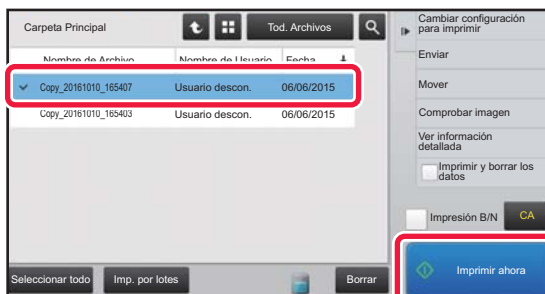 Carpeta Principal
Tod. Archivos
Nombre de Archivo Nombre de Usuario Fecha
Copy_20161010_165407 Usuario descon. 06/06/2015
Copy_20161010_165403 Usuario descon. 06/06/2015
Seleccionar todo
Imp. por lotes
Borrar
Cambiar configuración
para imprimir
Enviar
Mover
Comprobar imagen
Ver información
detallada
Imprimir y borrar los
datos
Impresión B/N
CA
Imprimir ahora